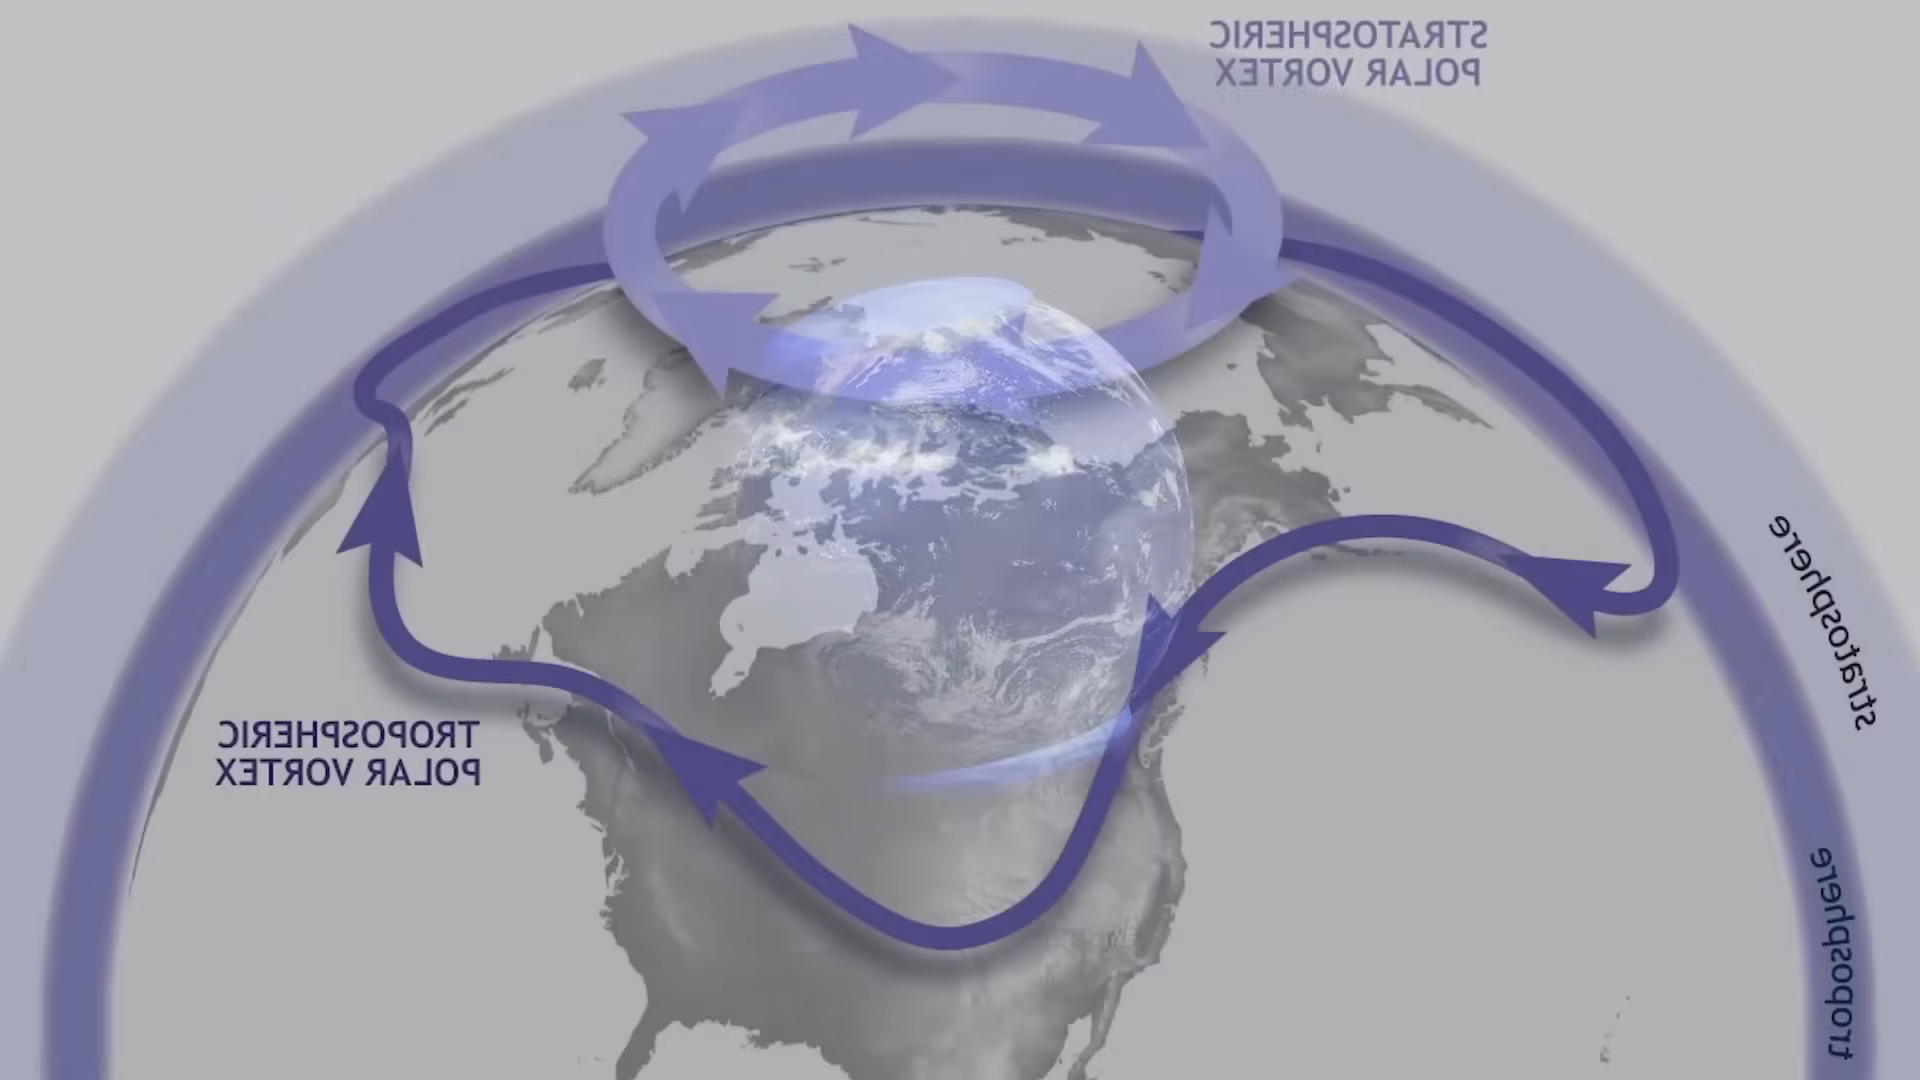 STRATOSPHERIC
POLAR VORTEX
stratosphere
TROPOSPHERIC
POLAR VORTEX
troposphere